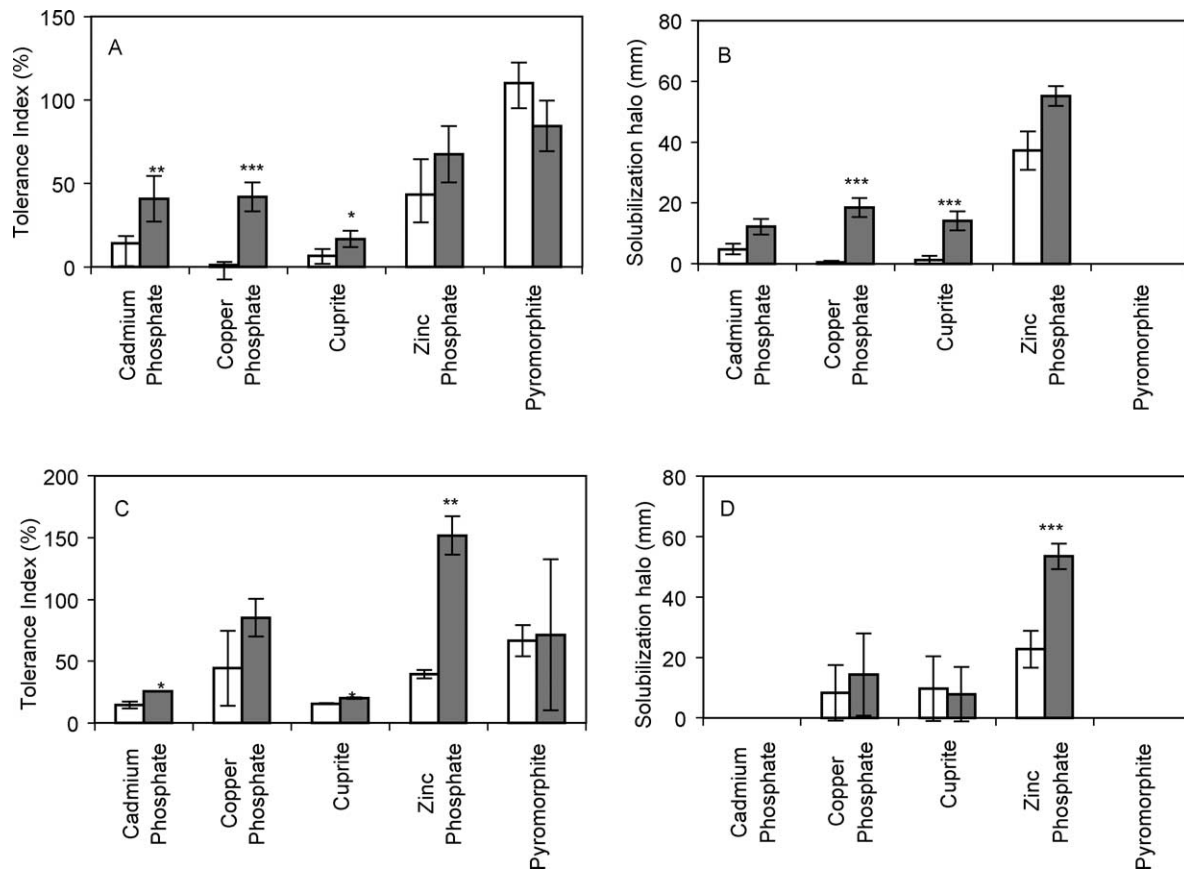 A
Tolerance Index (%)
150
100
50
0
**
***
*
Cadmium
Phosphate
Copper
Phosphate
Cuprite
Zinc
Phosphate
Pyromorphite
B
Solubilization halo (mm)
80
60
40
20
0
***
***
Cadmium
Phosphate
Copper
Phosphate
Cuprite
Zinc
Phosphate
Pyromorphite
C
Tolerance Index (%)
200
150
100
50
0
*
*
**
Cadmium
Phosphate
Copper
Phosphate
Cuprite
Zinc
Phosphate
Pyromorphite
D
Solubilization halo (mm)
80
60
40
20
0
***
Cadmium
Phosphate
Copper
Phosphate
Cuprite
Zinc
Phosphate
Pyromorphite